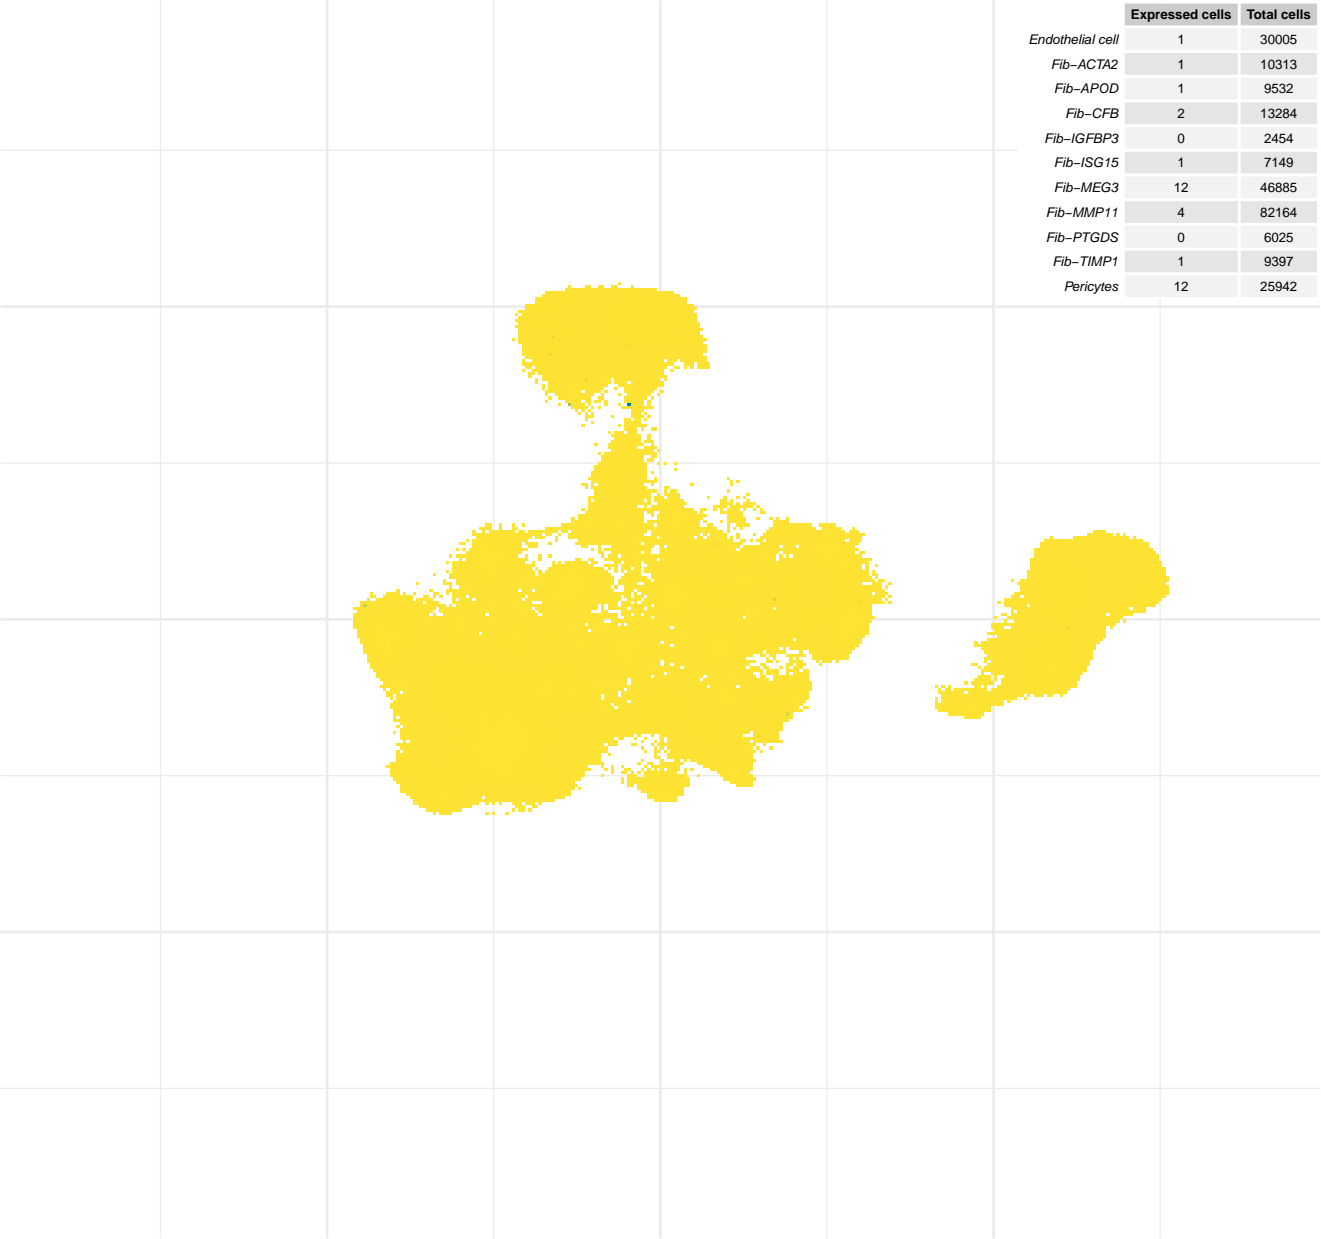 Expressed cells Total cells
Endothelial cell 1 30005
Fib−ACTA2 1 10313
Fib−APOD 1 9532
Fib−CFB 2 13284
Fib−IGFBP3 0 2454
Fib−ISG15 1 7149
Fib−MEG3 12 46885
Fib−MMP11 4 82164
Fib−PTGDS 0 6025
Fib−TIMP1 1 9397
Pericytes 12 25942